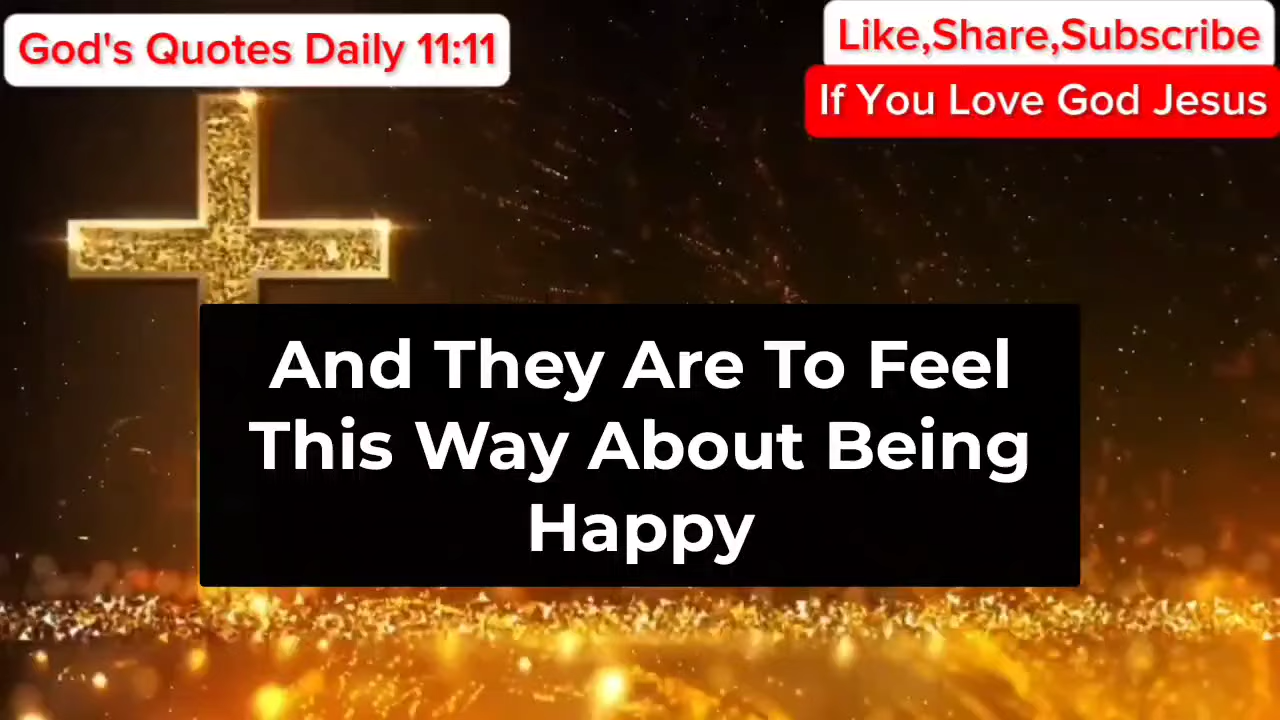 God's Quotes Daily 11:11
Like,Share,Subscribe
If You Love God Jesus
And They Are To Feel
This Way About Being
Happy